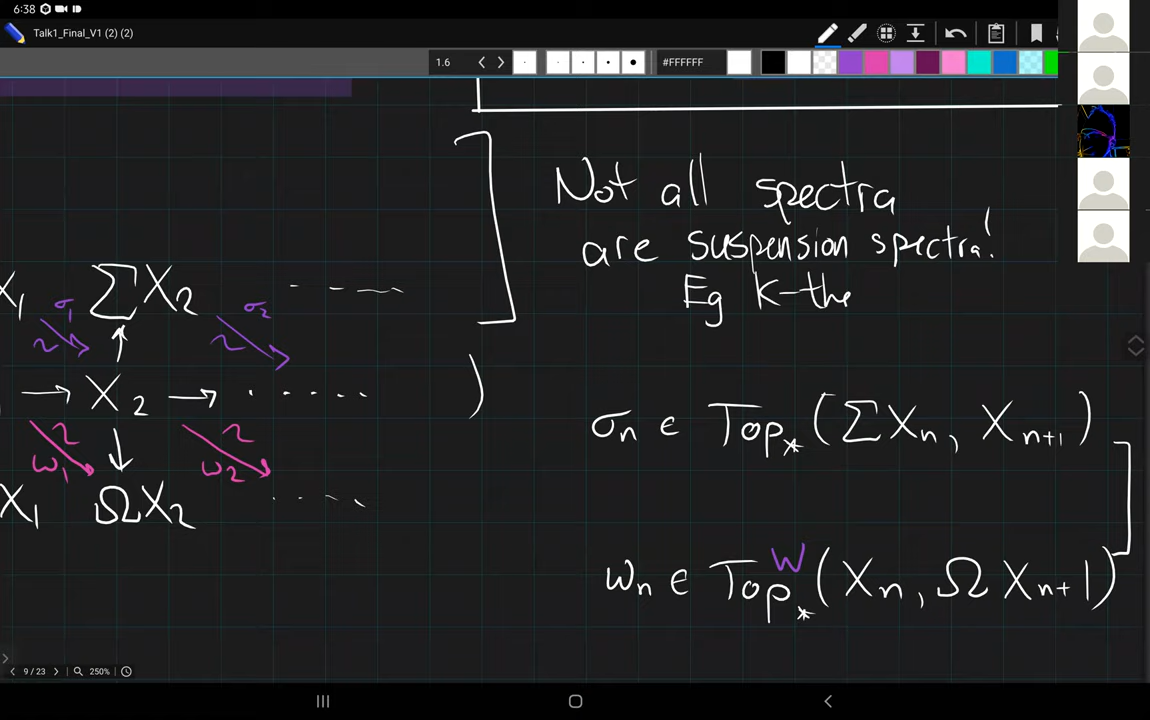 6:38
Talk1_Final_V1 (2) (2)
1.6
#FFFFFF
Not all spectra
are suspension spectra!
Eg K-the
X₁ ΣX₂ ------
σ₁ σ₂
~ ~
→ X₂ → ......
~ ~
ω₁ ω₂
X₁ ΩX₂ ....
)
σₙ ∈ Top⁎(ΣXₙ, Xₙ₊₁)
W
ωₙ ∈ Top⁎(Xₙ, ΩXₙ₊₁)
9 / 23
250%